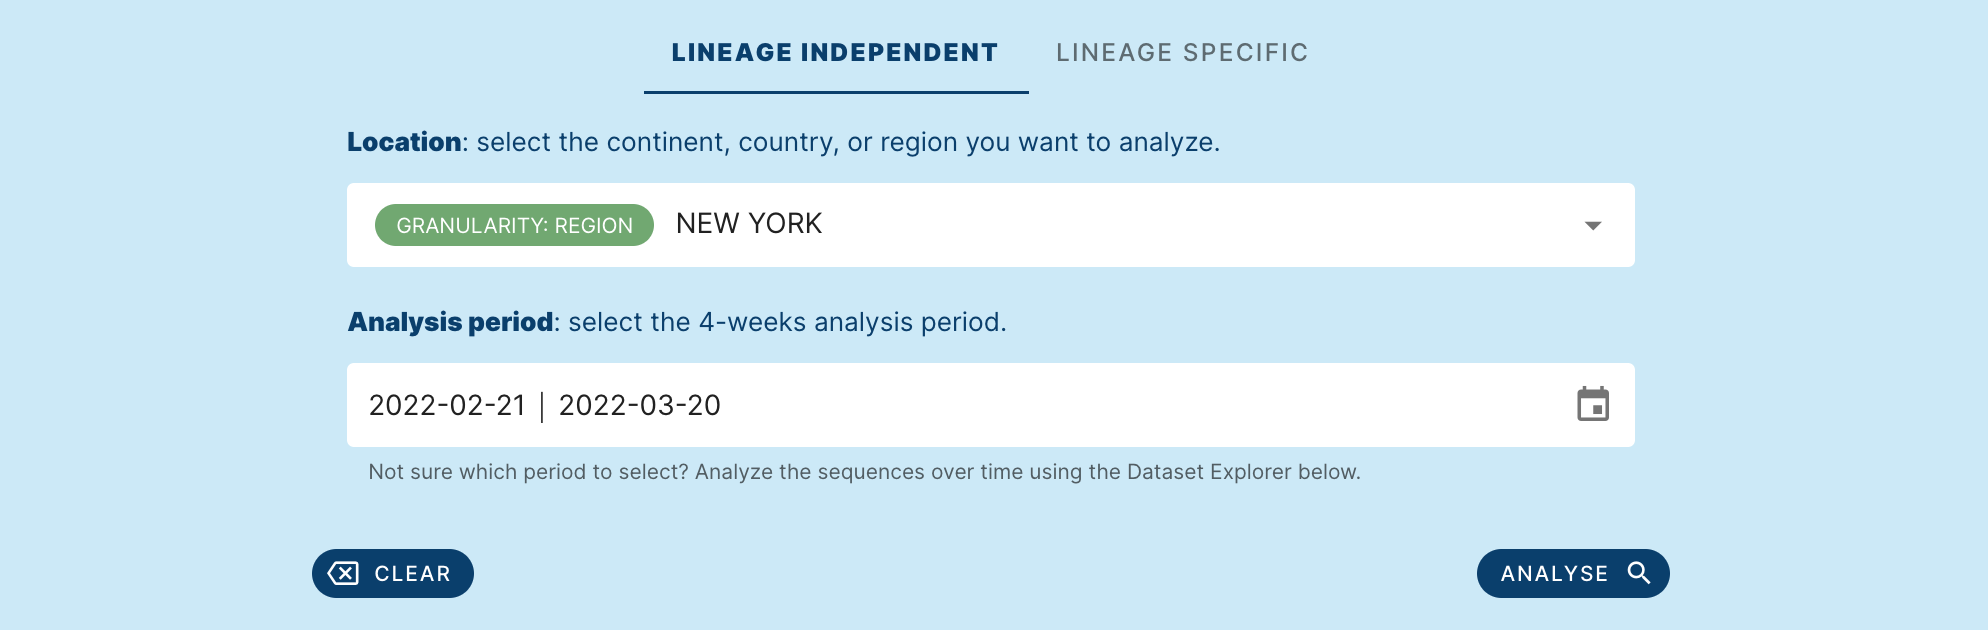 LINEAGE INDEPENDENT LINEAGE SPECIFIC
Location: select the continent, country, or region you want to analyze.
GRANULARITY: REGION NEW YORK
Analysis period: select the 4-weeks analysis period.
2022-02-21 | 2022-03-20
Not sure which period to select? Analyze the sequences over time using the Dataset Explorer below.
CLEAR ANALYSE